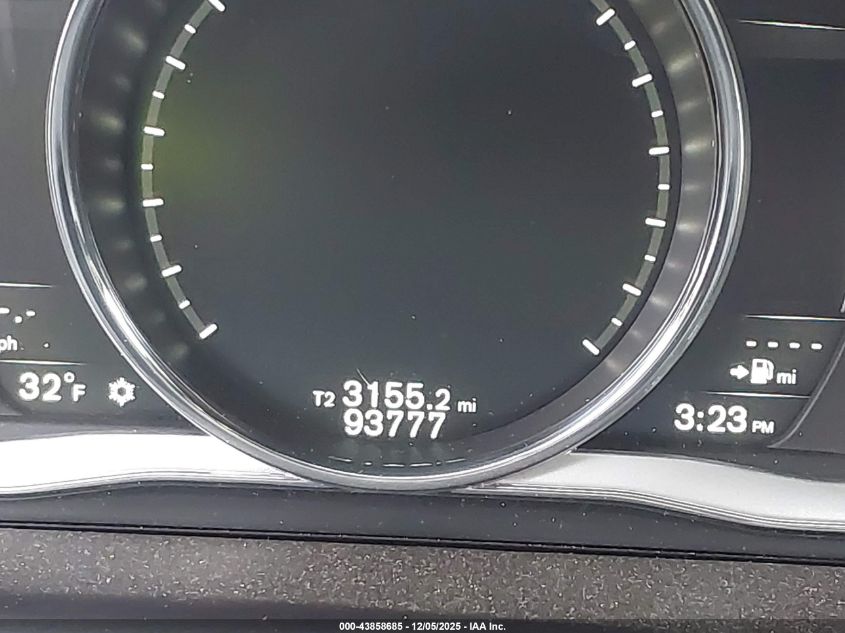 ph
32°F
T2 3155.2 mi
93777
- - - -
mi
3:23 PM
000-43858685 - 12/05/2025 - IAA Inc.